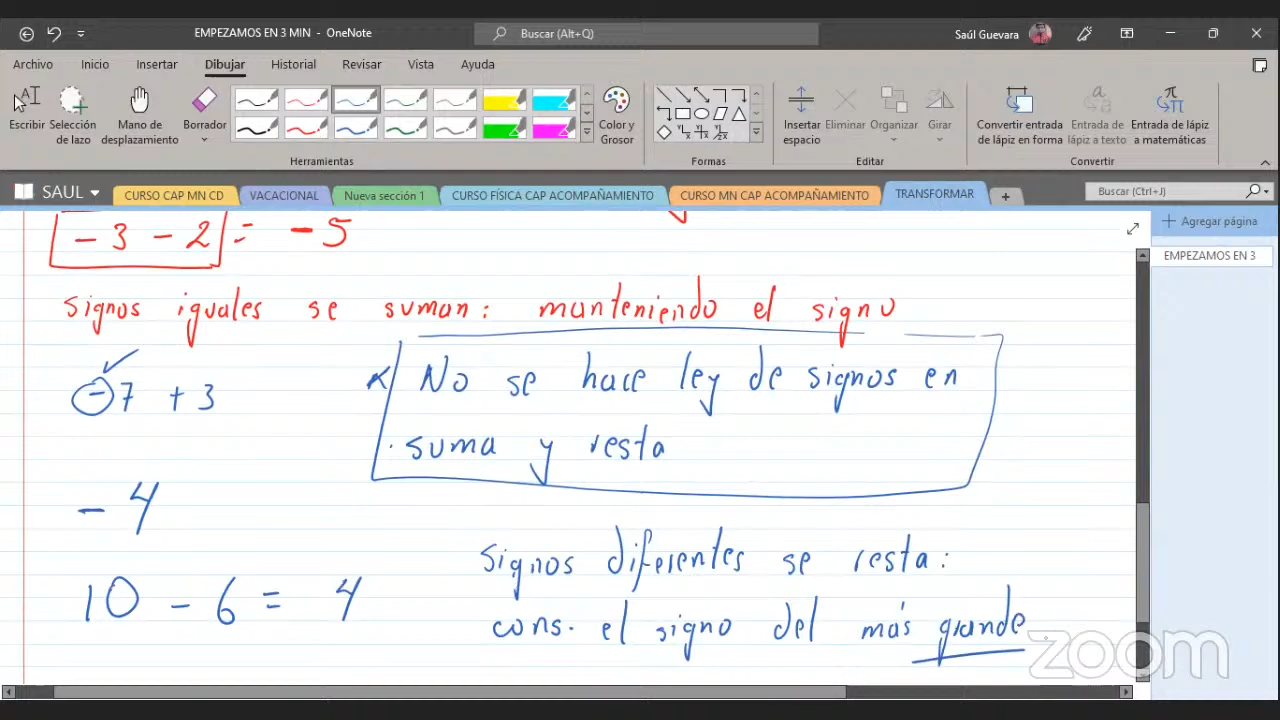 EMPEZAMOS EN 3 MIN - OneNote
Buscar (Alt+Q)
Saúl Guevara
Archivo Inicio Insertar Dibujar Historial Revisar Vista Ayuda
Escribir
Selección de lazo
Mano de desplazamiento
Borrador
Color y Grosor
Insertar espacio
Eliminar
Organizar
Girar
Convertir entrada de lápiz en forma
Entrada de lápiz a texto
Entrada de lápiz a matemáticas
Herramientas
Formas
Editar
Convertir
SAUL
CURSO CAP MN CD
VACACIONAL
Nueva sección 1
CURSO FÍSICA CAP ACOMPAÑAMIENTO
CURSO MN CAP ACOMPAÑAMIENTO
TRANSFORMAR
Buscar (Ctrl+J)
Agregar página
EMPEZAMOS EN 3
- 3 - 2 = - 5
signos iguales se suman: manteniendo el signo
- 7 + 3
No se hace ley de signos en
suma y resta
- 4
10 - 6 = 4
signos diferentes se resta:
cons. el signo del más grande
zoom